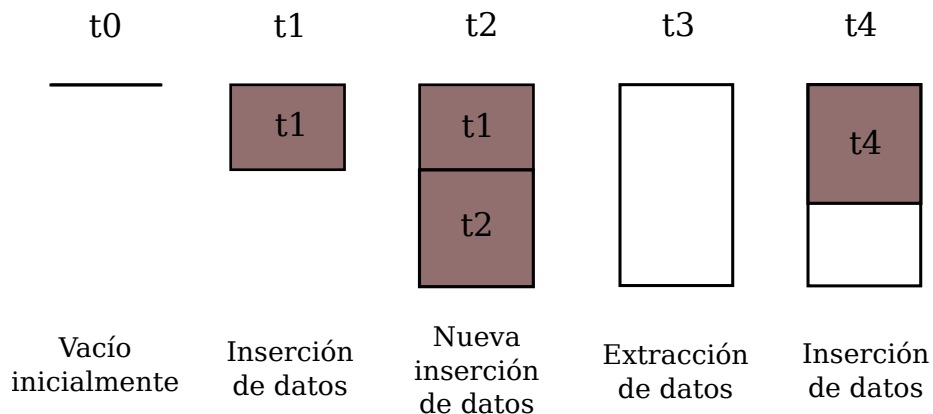 t0 t1 t2 t3 t4
t1 t1 t4
t2
Vacío
inicialmente
Inserción
de datos
Nueva
inserción
de datos
Extracción
de datos
Inserción
de datos